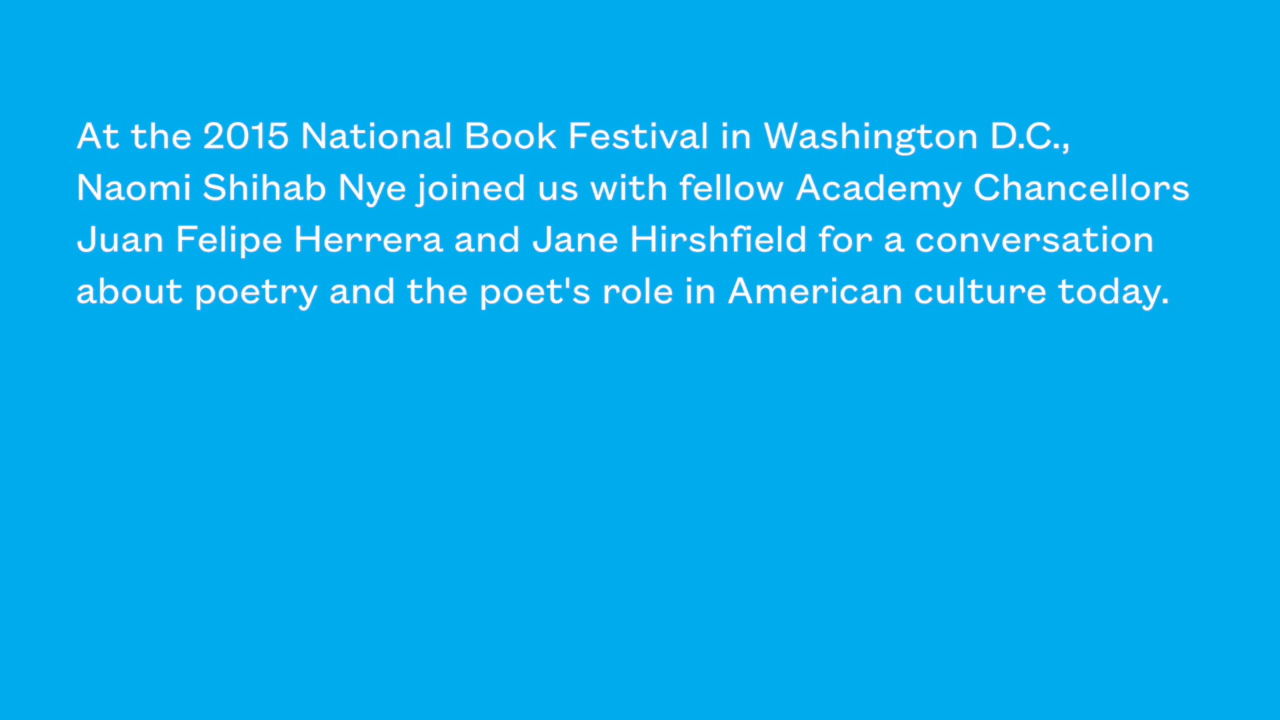 At the 2015 National Book Festival in Washington D.C.,
Naomi Shihab Nye joined us with fellow Academy Chancellors
Juan Felipe Herrera and Jane Hirshfield for a conversation
about poetry and the poet's role in American culture today.